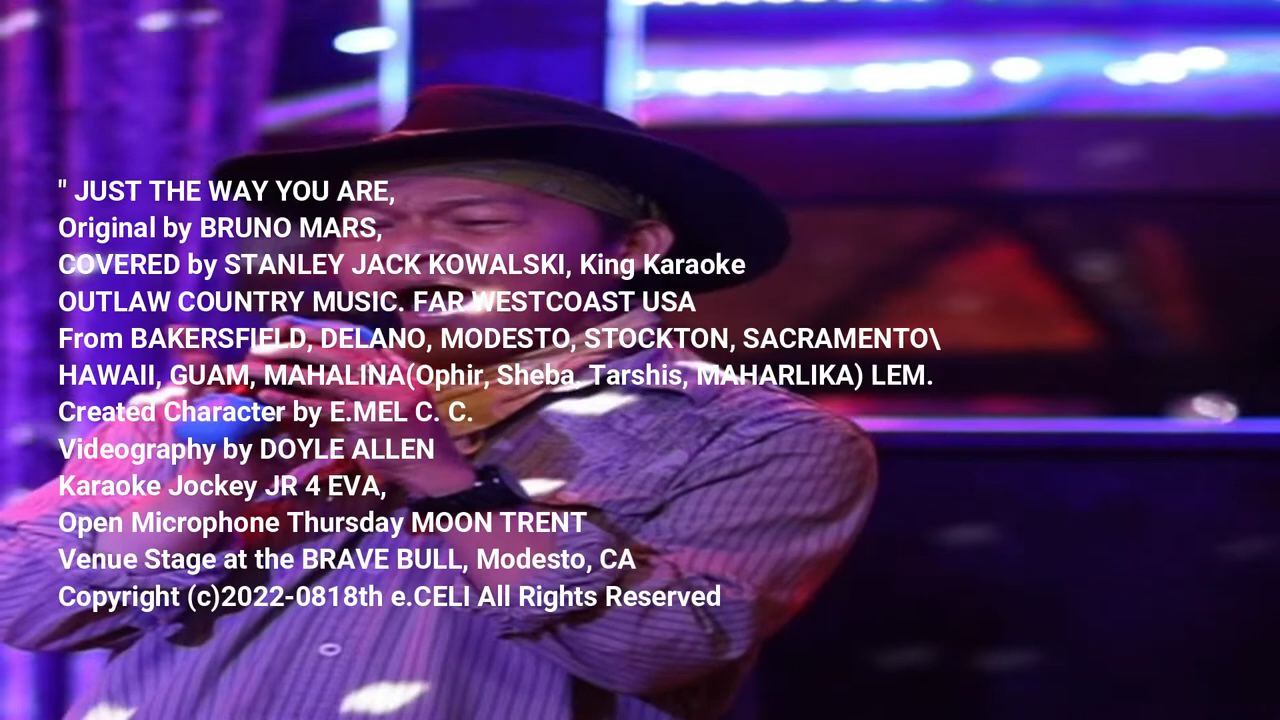 " JUST THE WAY YOU ARE,
Original by BRUNO MARS,
COVERED by STANLEY JACK KOWALSKI, King Karaoke
OUTLAW COUNTRY MUSIC. FAR WESTCOAST USA
From BAKERSFIELD, DELANO, MODESTO, STOCKTON, SACRAMENTO\
HAWAII, GUAM, MAHALINA(Ophir, Sheba, Tarshis, MAHARLIKA) LEM.
Created Character by E.MEL C. C.
Videography by DOYLE ALLEN
Karaoke Jockey JR 4 EVA,
Open Microphone Thursday MOON TRENT
Venue Stage at the BRAVE BULL, Modesto, CA
Copyright (c)2022-0818th e.CELI All Rights Reserved